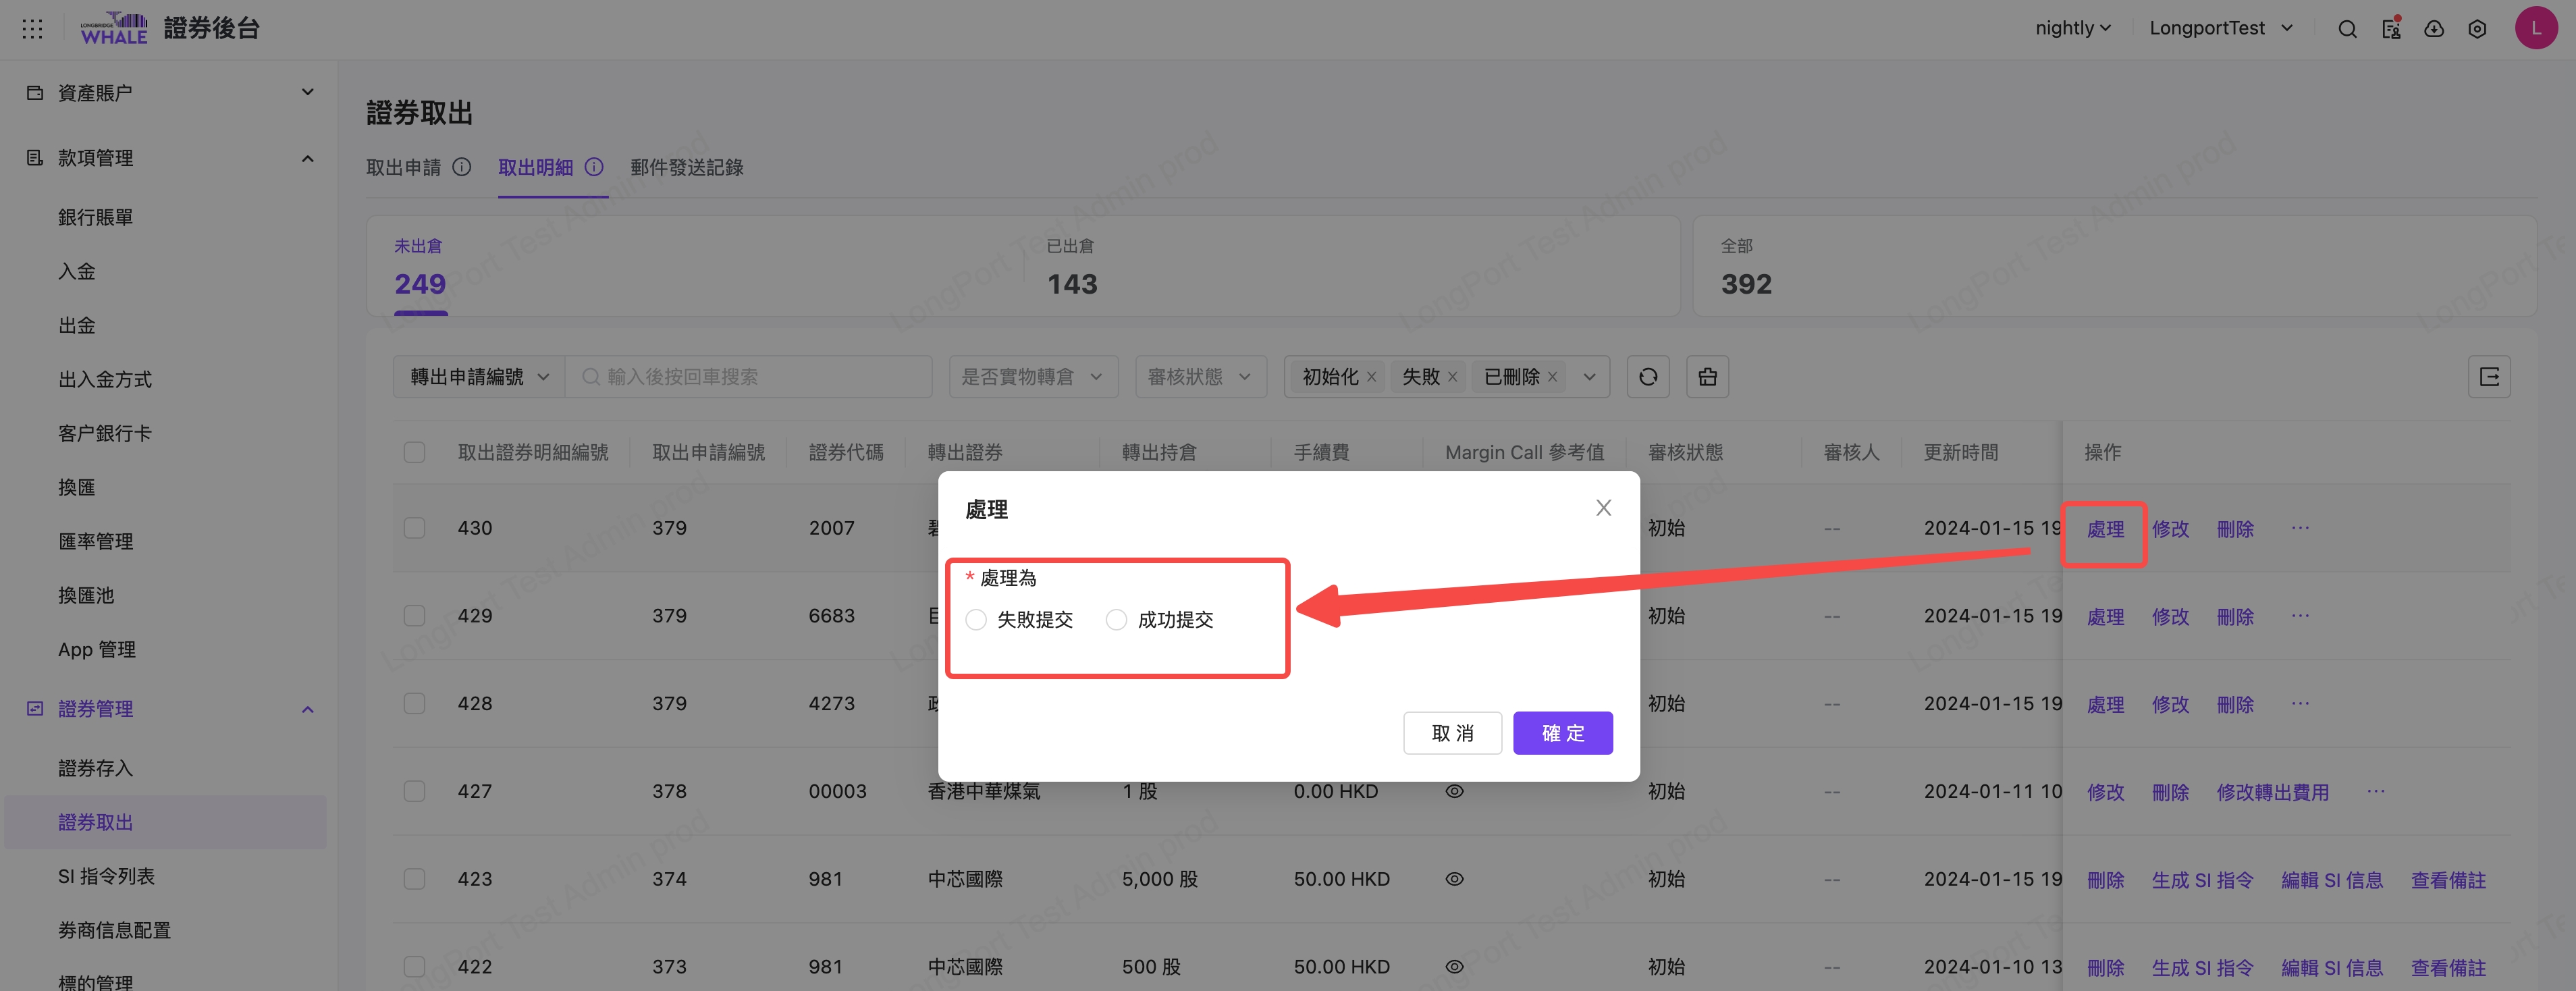 LONGBRIDGE
WHALE 證券後台
nightly LongportTest L
資產賬户
款項管理
銀行賬單
入金
出金
出入金方式
客户銀行卡
換匯
匯率管理
換匯池
App 管理
證券管理
證券存入
證券取出
SI 指令列表
券商信息配置
標的管理
證券取出
取出申請 取出明細 郵件發送記錄
未出倉 已出倉 全部
249 143 392
轉出申請編號 輸入後按回車搜索 是否實物轉倉 審核狀態 初始化 × 失敗 × 已刪除 ×
取出證券明細編號 取出申請編號 證券代碼 轉出證券 轉出持倉 手續費 Margin Call 參考值 審核狀態 審核人 更新時間 操作
430 379 2007 初始 -- 2024-01-15 19 處理 修改 刪除 ···
429 379 6683 初始 -- 2024-01-15 19 處理 修改 刪除 ···
428 379 4273 初始 -- 2024-01-15 19 處理 修改 刪除 ···
427 378 00003 香港中華煤氣 1 股 0.00 HKD 初始 -- 2024-01-11 10 修改 刪除 修改轉出費用 ···
423 374 981 中芯國際 5,000 股 50.00 HKD 初始 -- 2024-01-15 19 刪除 生成 SI 指令 編輯 SI 信息 查看備註
422 373 981 中芯國際 500 股 50.00 HKD 初始 -- 2024-01-10 13 刪除 生成 SI 指令 編輯 SI 信息 查看備註
處理
* 處理為
失敗提交 成功提交
取 消 確 定
LongPort Test Admin prod